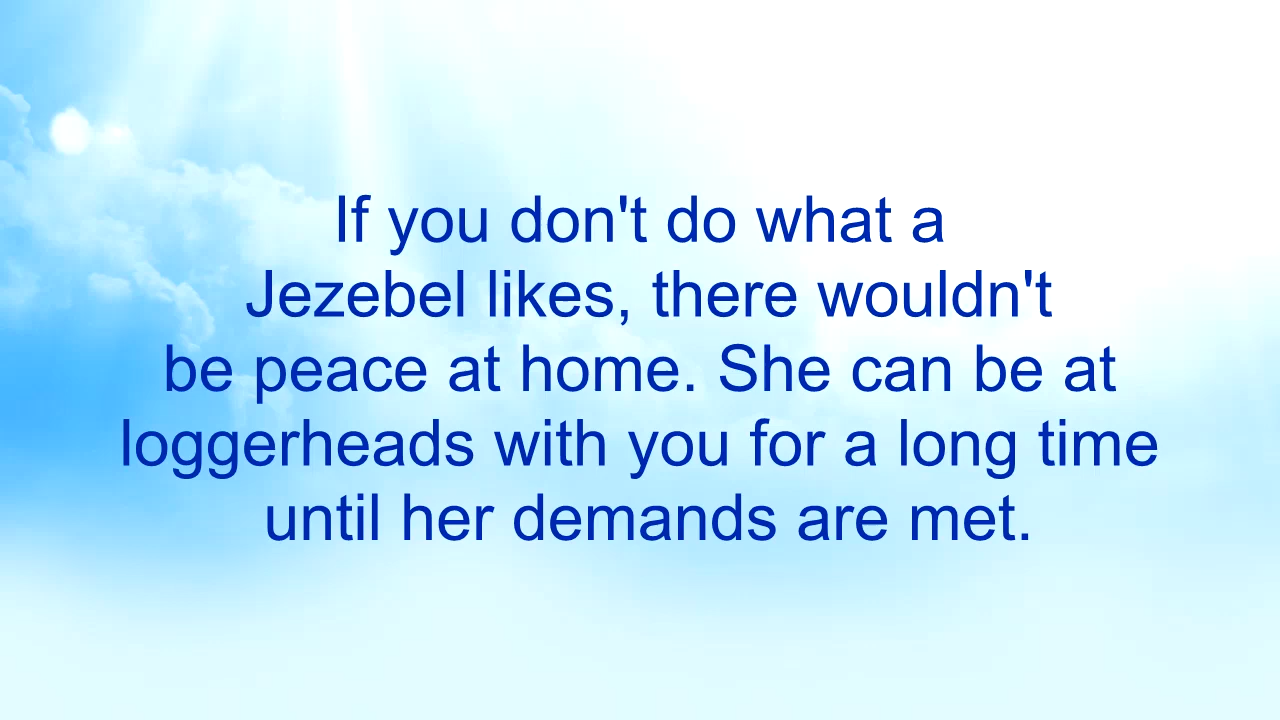 If you don't do what a
Jezebel likes, there wouldn't
be peace at home. She can be at
loggerheads with you for a long time
until her demands are met.